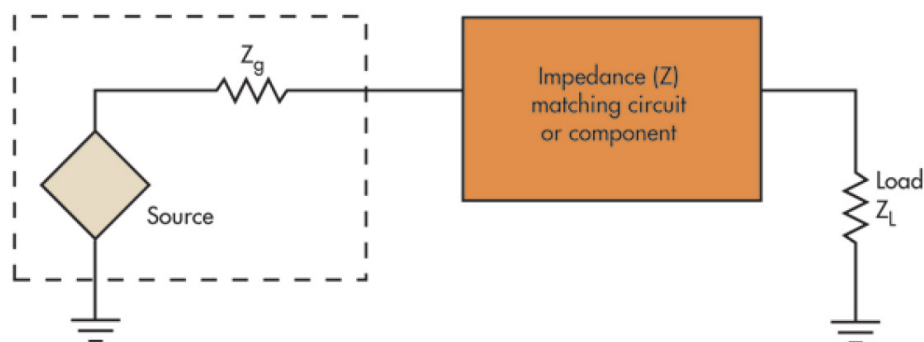 Zg
Impedance (Z)
matching circuit
or component
Source
Load
ZL